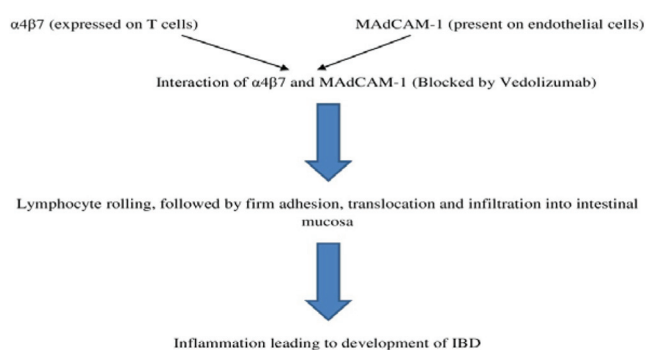 α4β7 (expressed on T cells)
MAdCAM-1 (present on endothelial cells)
Interaction of α4β7 and MAdCAM-1 (Blocked by Vedolizumab)
Lymphocyte rolling, followed by firm adhesion, translocation and infiltration into intestinal
mucosa
Inflammation leading to development of IBD